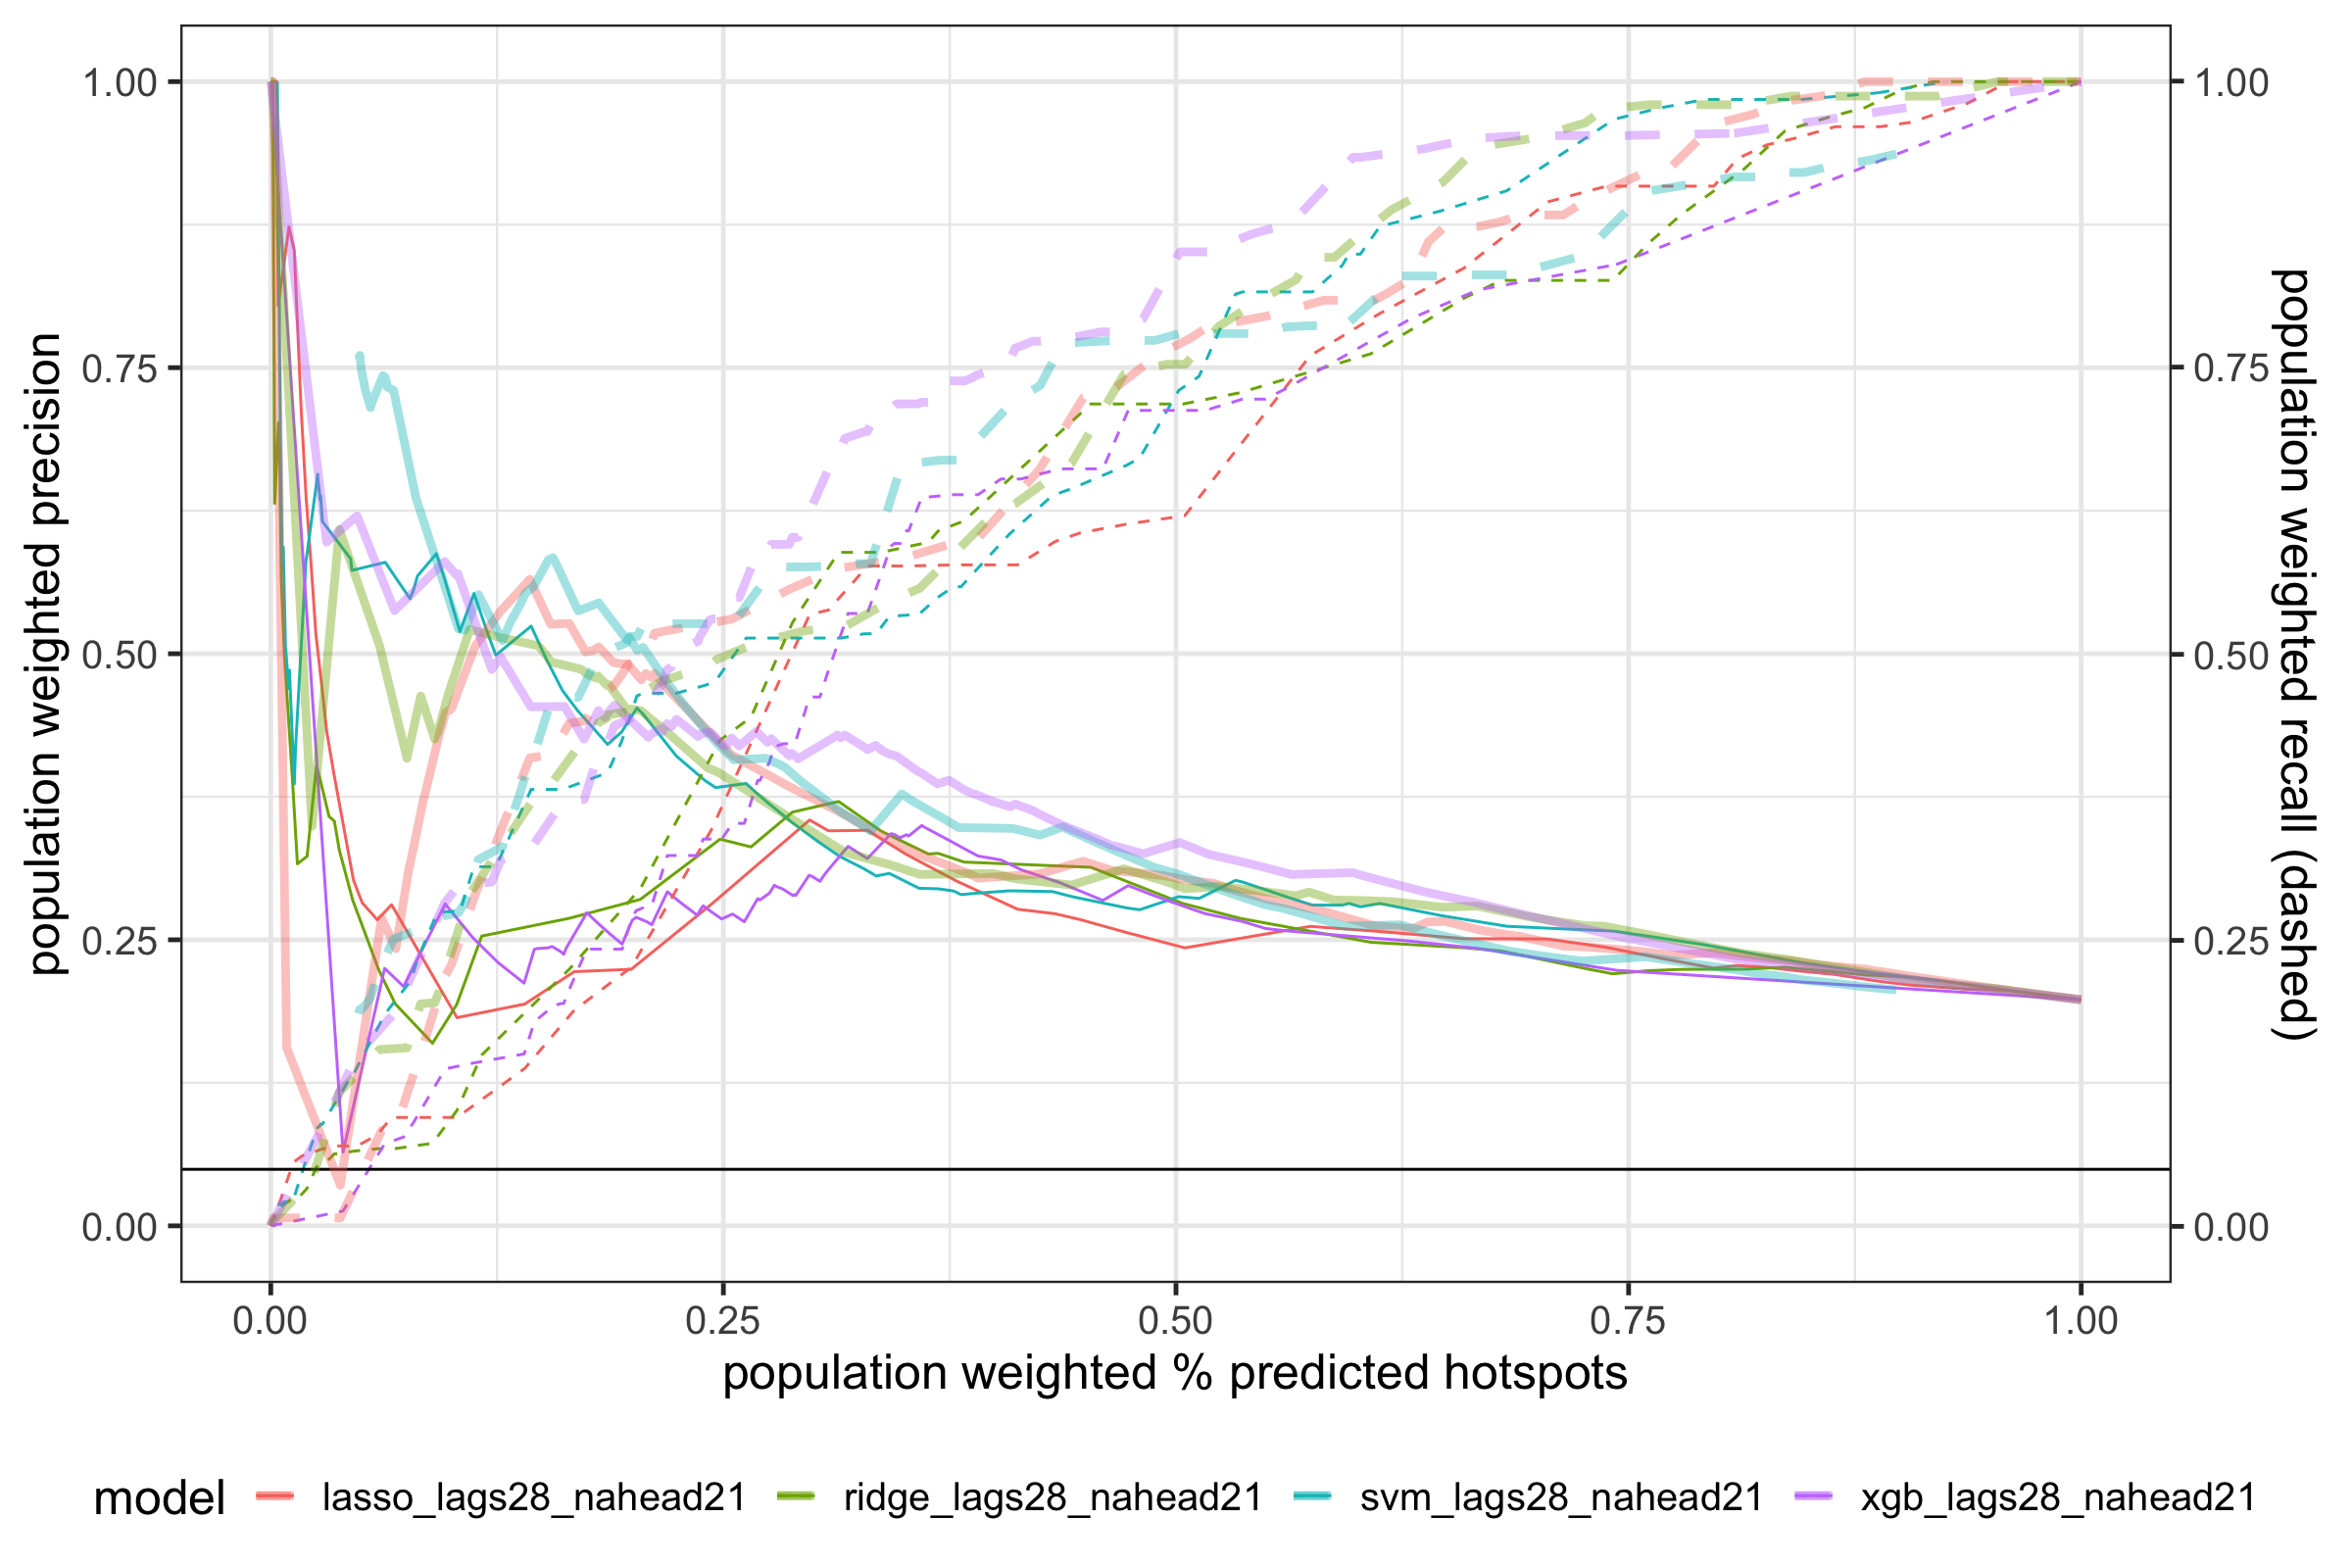 population weighted precision
1.00
0.75
0.50
0.25
0.00
1.00
0.75
0.50
0.25
0.00
population weighted recall (dashed)
0.00 0.25 0.50 0.75 1.00
population weighted % predicted hotspots
model lasso_lags28_nahead21 ridge_lags28_nahead21 svm_lags28_nahead21 xgb_lags28_nahead21